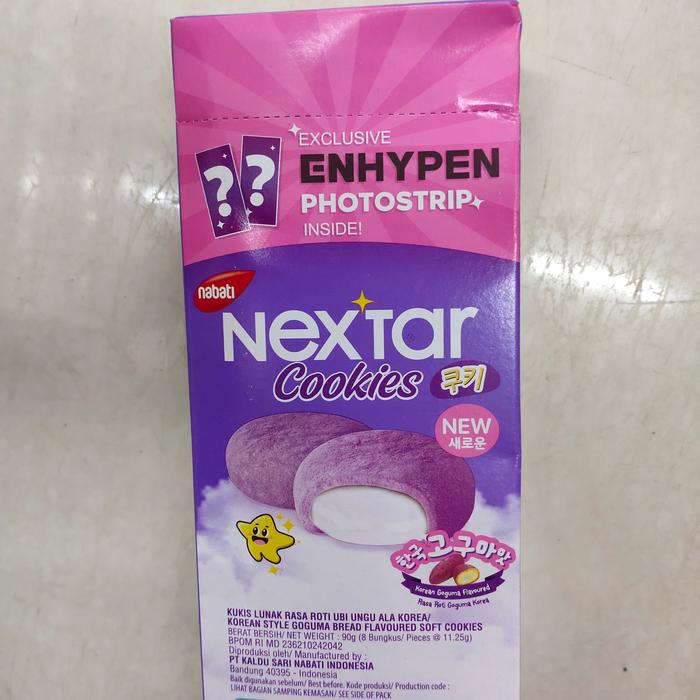 EXCLUSIVE
ENHYPEN
PHOTOSTRIP
INSIDE!
? ?
nabati
Nextar
Cookies 쿠키
NEW
새로운
한국 고구마맛
Korean Goguma Flavoured
Rasa Roti Goguma Korea
KUKIS LUNAK RASA ROTI UBI UNGU ALA KOREA/
KOREAN STYLE GOGUMA BREAD FLAVOURED SOFT COOKIES
BERAT BERSIH/ NET WEIGHT : 90g (8 Bungkus/ Pieces @ 11.25g)
BPOM RI MD 236210242042
Diproduksi oleh/ Manufactured by :
PT KALDU SARI NABATI INDONESIA
Bandung 40395 - Indonesia
Baik digunakan sebelum/ Best before. Kode produksi/ Production code :
LIHAT BAGIAN SAMPING KEMASAN/ SEE SIDE OF PACK